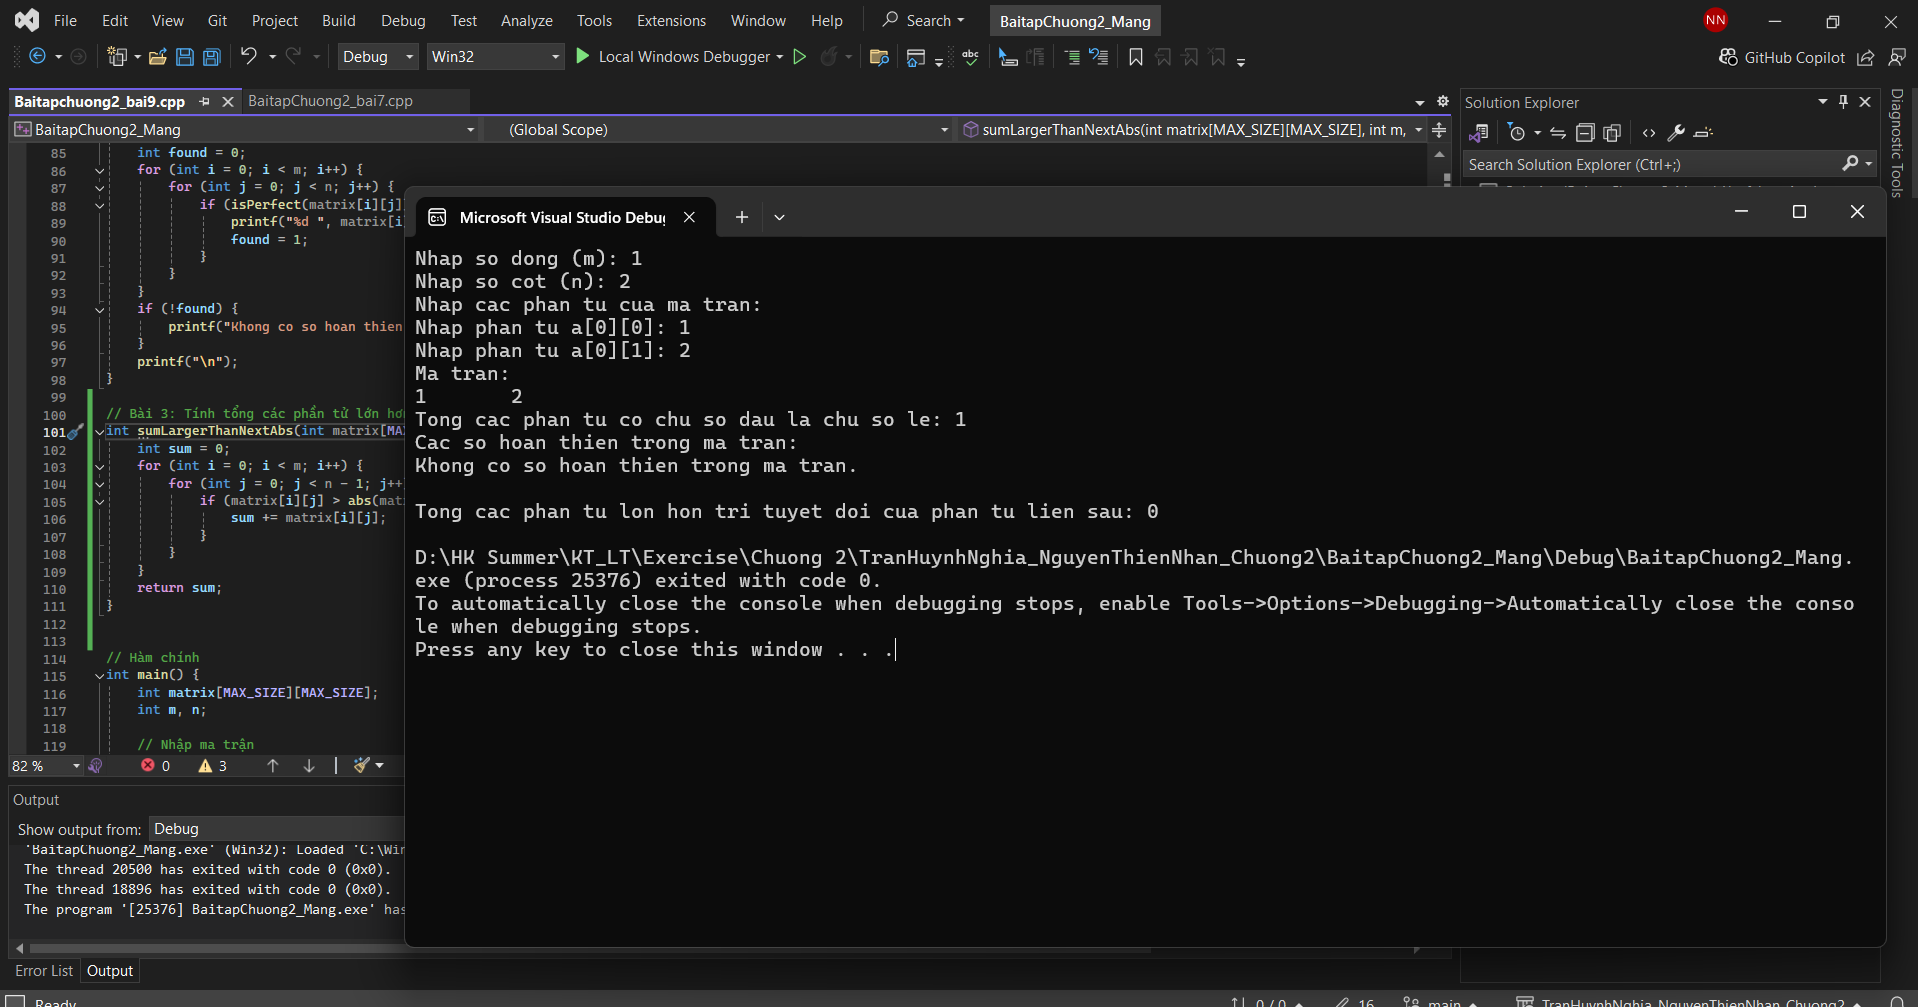 File Edit View Git Project Build Debug Test Analyze Tools Extensions Window Help Search BaitapChuong2_Mang NN
Debug Win32 Local Windows Debugger GitHub Copilot
Baitapchuong2_bai9.cpp BaitapChuong2_bai7.cpp
BaitapChuong2_Mang (Global Scope) sumLargerThanNextAbs(int matrix[MAX_SIZE][MAX_SIZE], int m,
85 int found = 0;
86 for (int i = 0; i < m; i++) {
87 for (int j = 0; j < n; j++) {
88 if (isPerfect(matrix[i][j]
89 printf("%d ", matrix[i
90 found = 1;
91 }
92 }
93 }
94 if (!found) {
95 printf("Khong co so hoan thien
96 }
97 printf("\n");
98 }
99
100 // Bài 3: Tính tổng các phần tử lớn hơ
101 int sumLargerThanNextAbs(int matrix[MA
102 int sum = 0;
103 for (int i = 0; i < m; i++) {
104 for (int j = 0; j < n - 1; j++
105 if (matrix[i][j] > abs(mat
106 sum += matrix[i][j];
107 }
108 }
109 }
110 return sum;
111 }
112
113
114 // Hàm chính
115 int main() {
116 int matrix[MAX_SIZE][MAX_SIZE];
117 int m, n;
118
119 // Nhập ma trận
82 % 0 3
Output
Show output from: Debug
'BaitapChuong2_Mang.exe' (Win32): Loaded 'C:\Win
The thread 20500 has exited with code 0 (0x0).
The thread 18896 has exited with code 0 (0x0).
The program '[25376] BaitapChuong2_Mang.exe' has
Error List Output
Ready
Microsoft Visual Studio Debug
Nhap so dong (m): 1
Nhap so cot (n): 2
Nhap cac phan tu cua ma tran:
Nhap phan tu a[0][0]: 1
Nhap phan tu a[0][1]: 2
Ma tran:
1 2
Tong cac phan tu co chu so dau la chu so le: 1
Cac so hoan thien trong ma tran:
Khong co so hoan thien trong ma tran.
Tong cac phan tu lon hon tri tuyet doi cua phan tu lien sau: 0
D:\HK Summer\KT_LT\Exercise\Chuong 2\TranHuynhNghia_NguyenThienNhan_Chuong2\BaitapChuong2_Mang\Debug\BaitapChuong2_Mang.
exe (process 25376) exited with code 0.
To automatically close the console when debugging stops, enable Tools->Options->Debugging->Automatically close the conso
le when debugging stops.
Press any key to close this window . . .
Solution Explorer
Search Solution Explorer (Ctrl+;)
Diagnostic Tools
0 / 0 16 main TranHuynhNghia_NguyenThienNhan_Chuong2